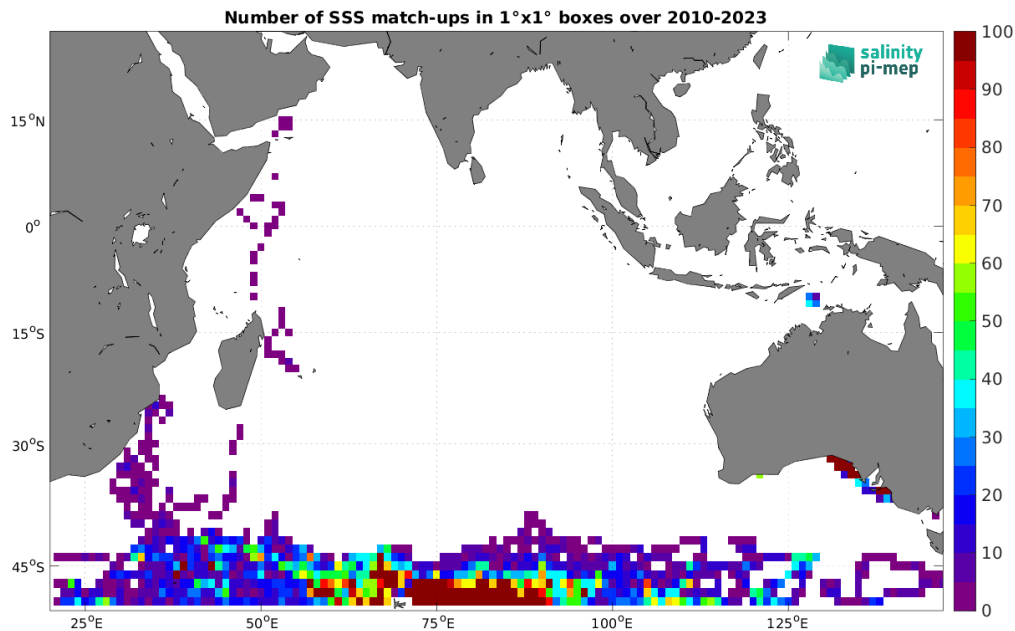 Number of SSS match-ups in 1°x1° boxes over 2010-2023
salinity
pi-mep
100
90
80
70
60
50
40
30
20
10
0
15°N
0°
15°S
30°S
45°S
25°E
50°E
75°E
100°E
125°E